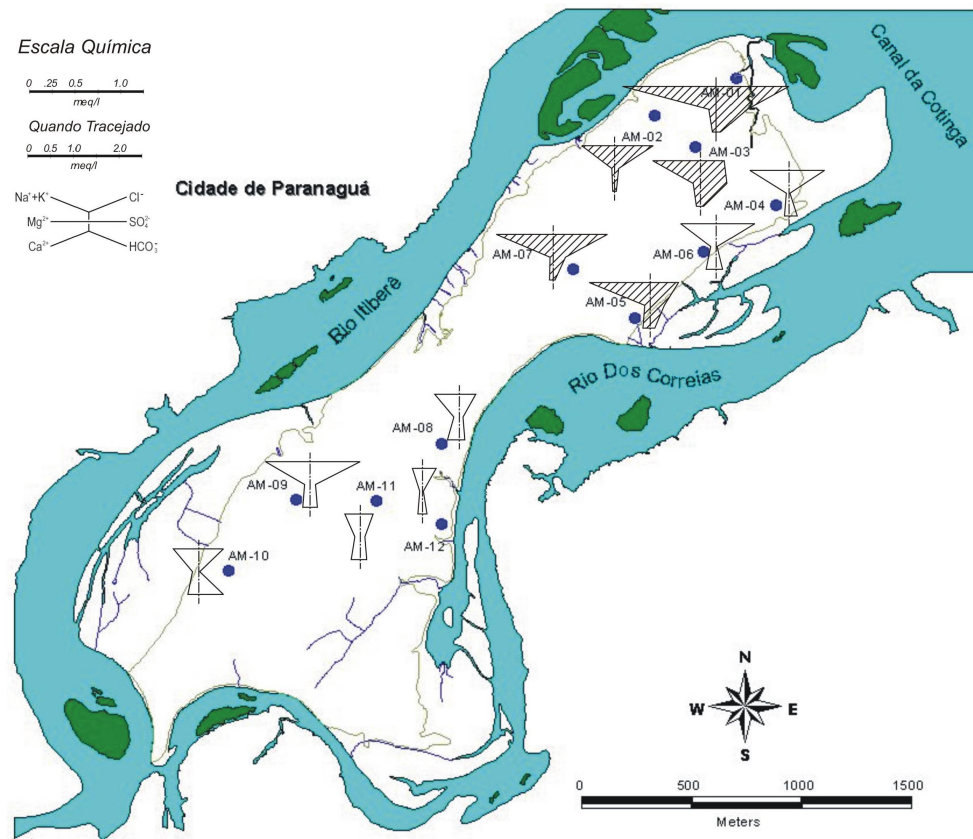 Escala Química
0 .25 0.5 1.0
meq/l
Quando Tracejado
0 0.5 1.0 2.0
meq/l
Na⁺+K⁺ Cl⁻
Mg²⁺ SO₄²⁻
Ca²⁺ HCO₃⁻
Cidade de Paranaguá
Canal da Cotinga
AM-01
AM-02
AM-03
AM-04
AM-06
AM-07
AM-05
Rio Itiberê
Rio Dos Correias
AM-08
AM-09
AM-11
AM-12
AM-10
N
W E
S
0 500 1000 1500
Meters